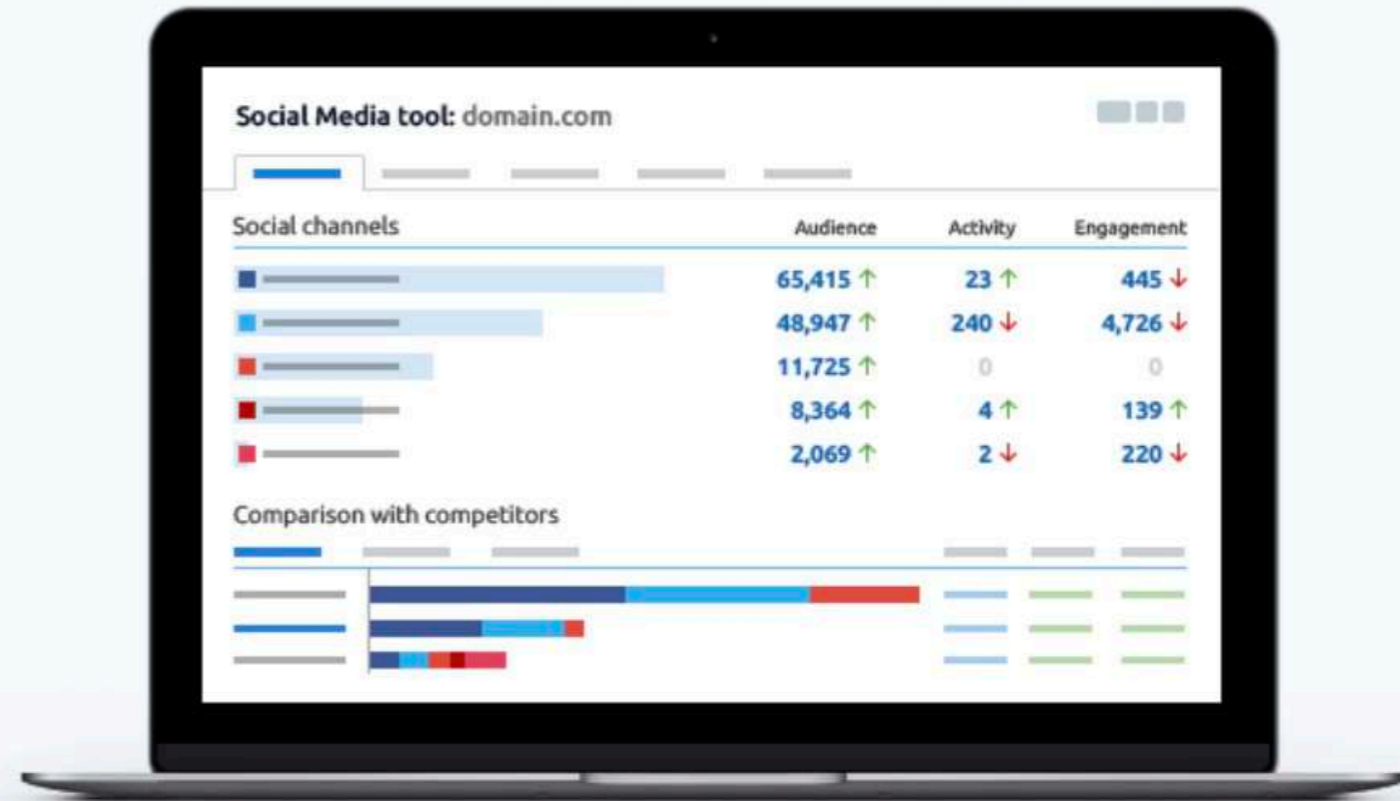 Social Media tool: domain.com
Social channels Audience Activity Engagement
65,415 ↑ 23 ↑ 445 ↓
48,947 ↑ 240 ↓ 4,726 ↓
11,725 ↑ 0 0
8,364 ↑ 4 ↑ 139 ↑
2,069 ↑ 2 ↓ 220 ↓
Comparison with competitors